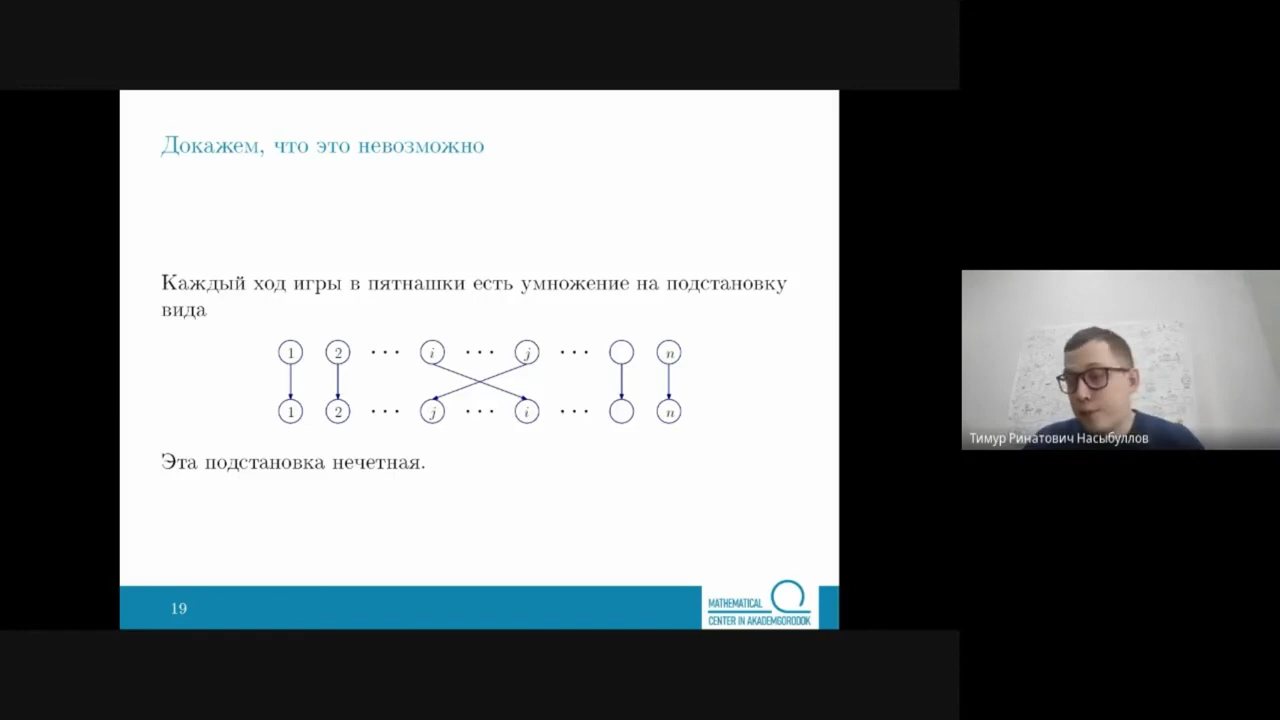 Докажем, что это невозможно
Каждый ход игры в пятнашки есть умножение на подстановку
вида
1 2 ··· i ··· j ··· n
1 2 ··· j ··· i ··· n
Эта подстановка нечетная.
19
MATHEMATICAL
CENTER IN AKADEMGORODOK
Тимур Ринатович Насыбуллов